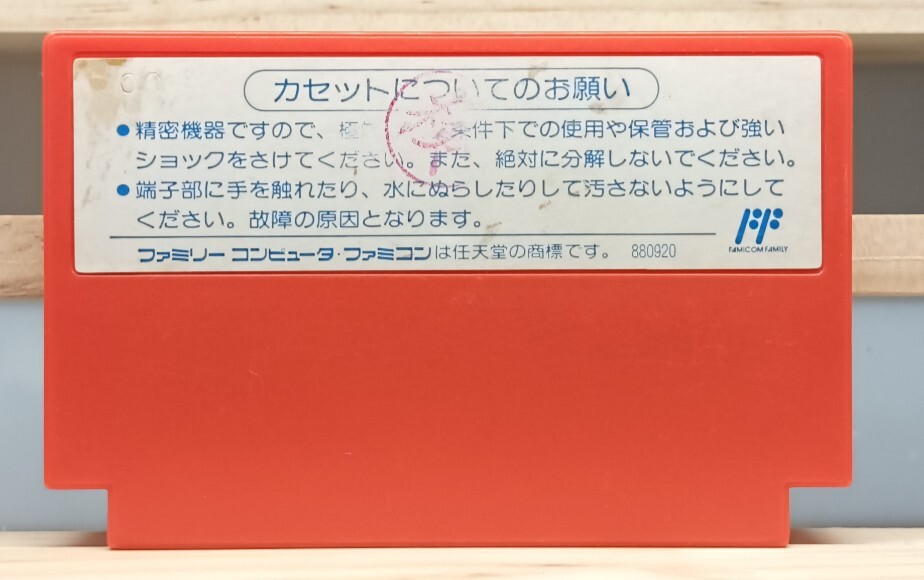 カセットについてのお願い
●精密機器ですので、極 条件下での使用や保管および強い
ショックをさけてください。また、絶対に分解しないでください。
●端子部に手を触れたり、水にぬらしたりして汚さないようにして
ください。故障の原因となります。
FF
FAMICOM FAMILY
ファミリーコンピュータ・ファミコンは任天堂の商標です。 880920